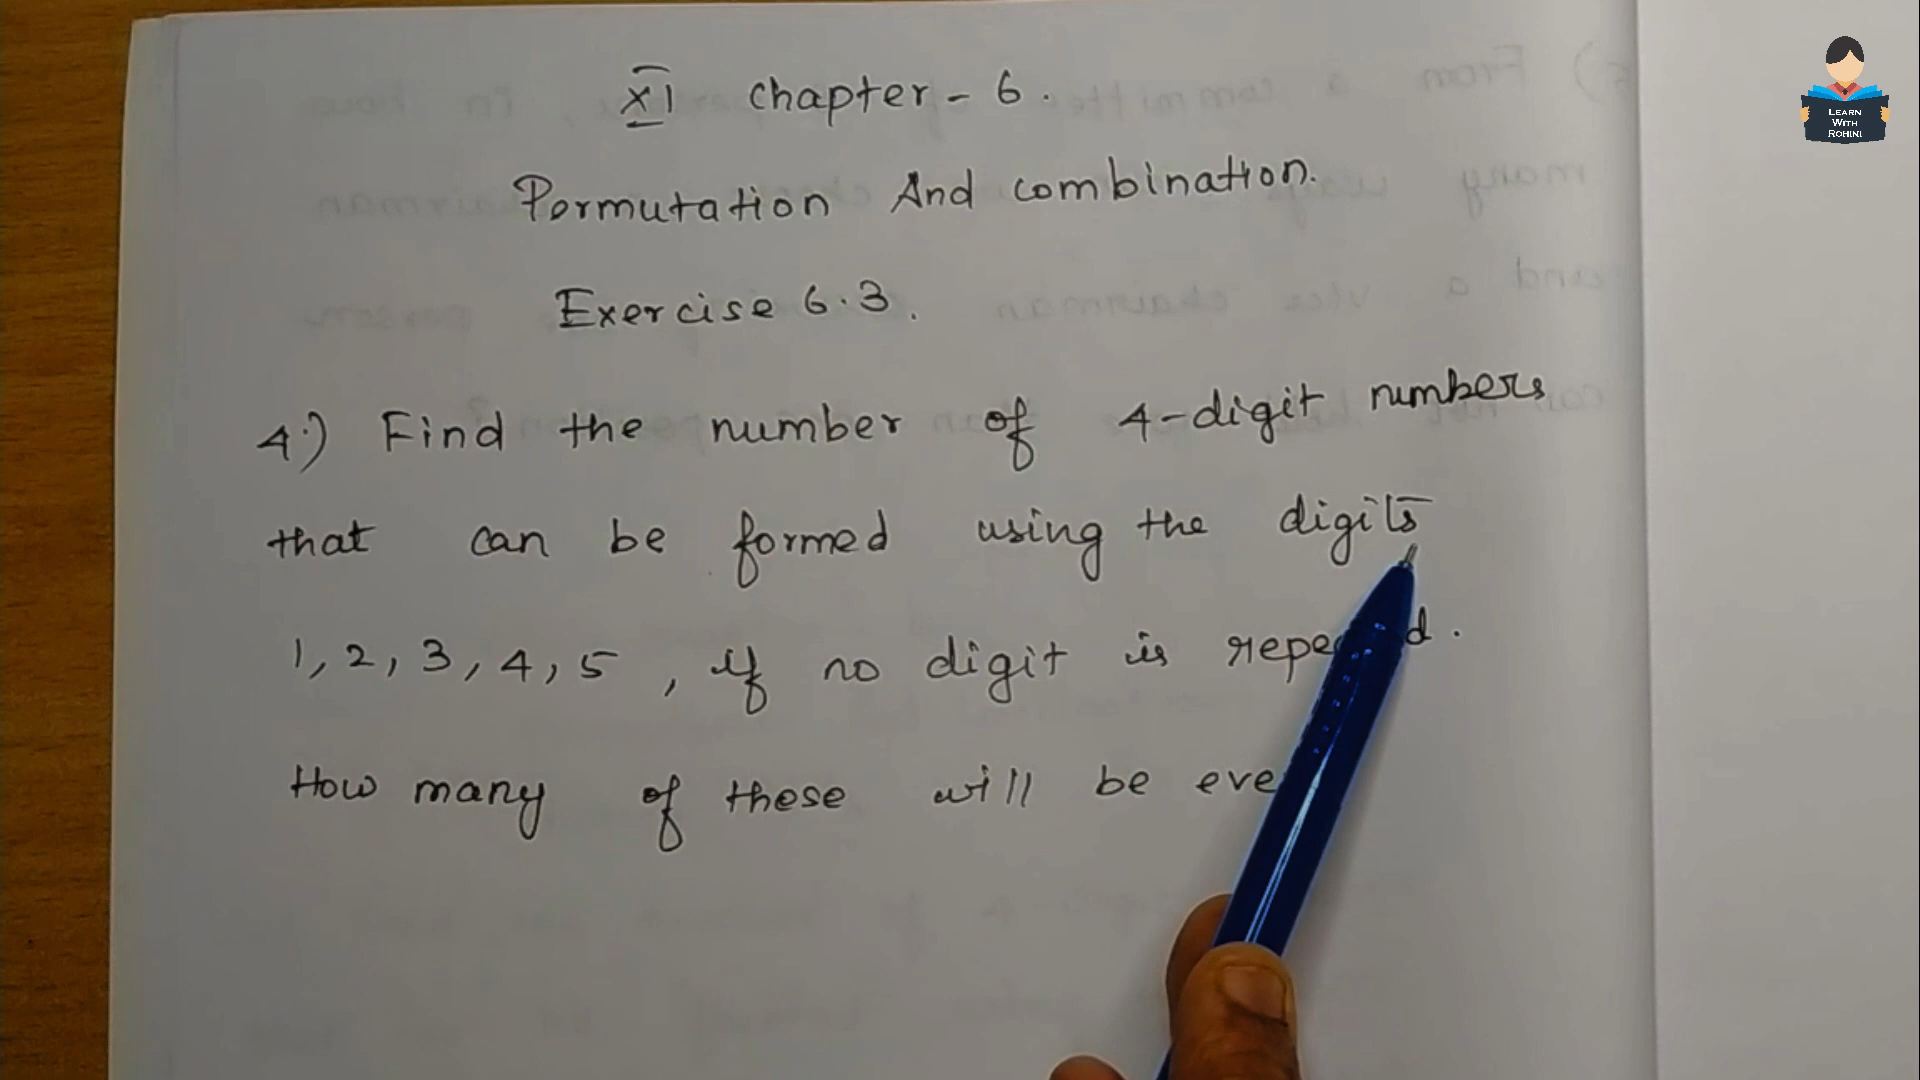 XI chapter - 6.
Permutation And combination.
Exercise 6.3.
4.) Find the number of 4-digit numbers
that can be formed using the digits
1, 2, 3, 4, 5, if no digit is
How many of these will be
LEARN
WITH
ROHINI